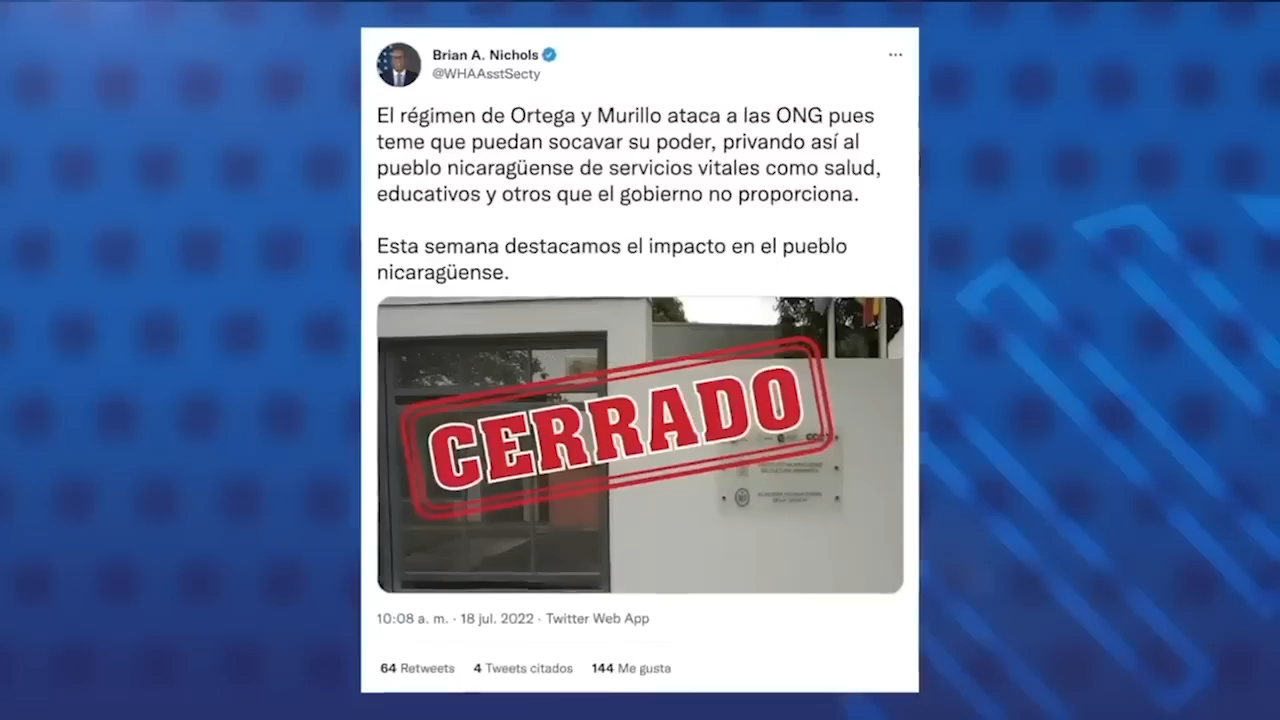 Brian A. Nichols
@WHAAsstSecty
El régimen de Ortega y Murillo ataca a las ONG pues
teme que puedan socavar su poder, privando así al
pueblo nicaragüense de servicios vitales como salud,
educativos y otros que el gobierno no proporciona.
Esta semana destacamos el impacto en el pueblo
nicaragüense.
CERRADO
10:08 a. m. · 18 jul. 2022 · Twitter Web App
64 Retweets 4 Tweets citados 144 Me gusta